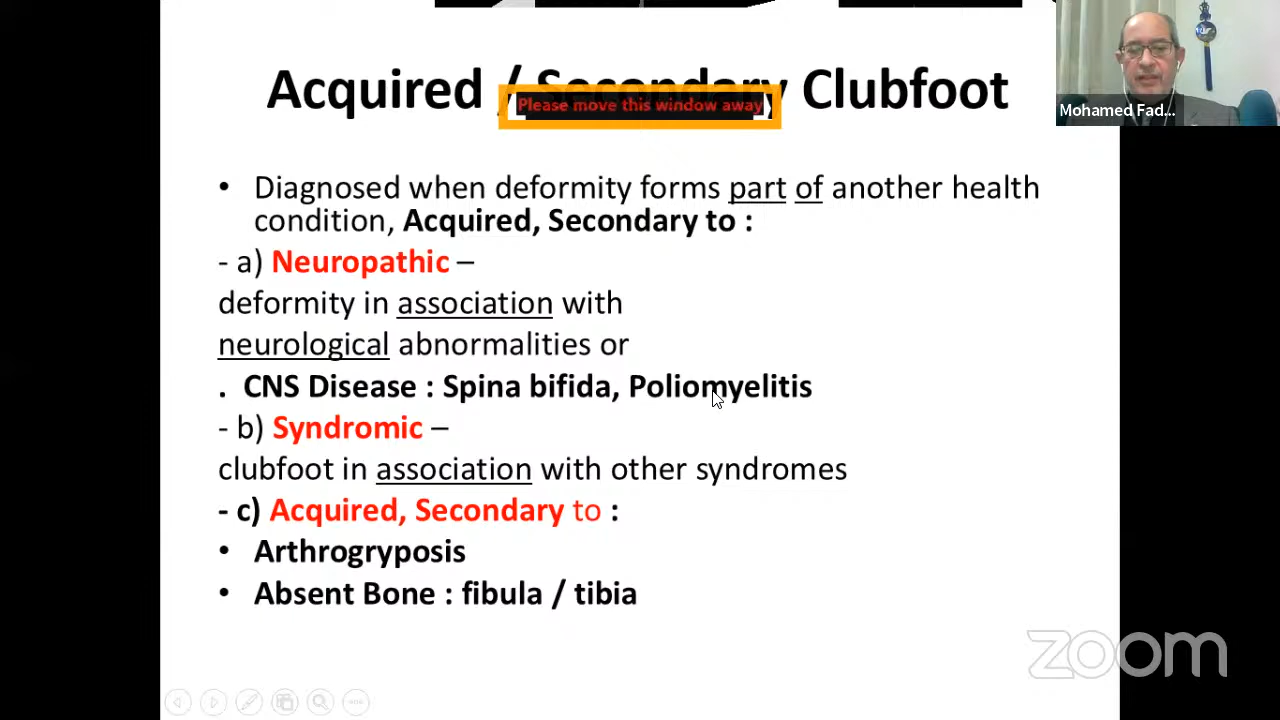 Acquired / Secondary Clubfoot
Please move this window away
Mohamed Fad...
• Diagnosed when deformity forms part of another health
condition, Acquired, Secondary to :
- a) Neuropathic –
deformity in association with
neurological abnormalities or
. CNS Disease : Spina bifida, Poliomyelitis
- b) Syndromic –
clubfoot in association with other syndromes
- c) Acquired, Secondary to :
• Arthrogryposis
• Absent Bone : fibula / tibia
zoom